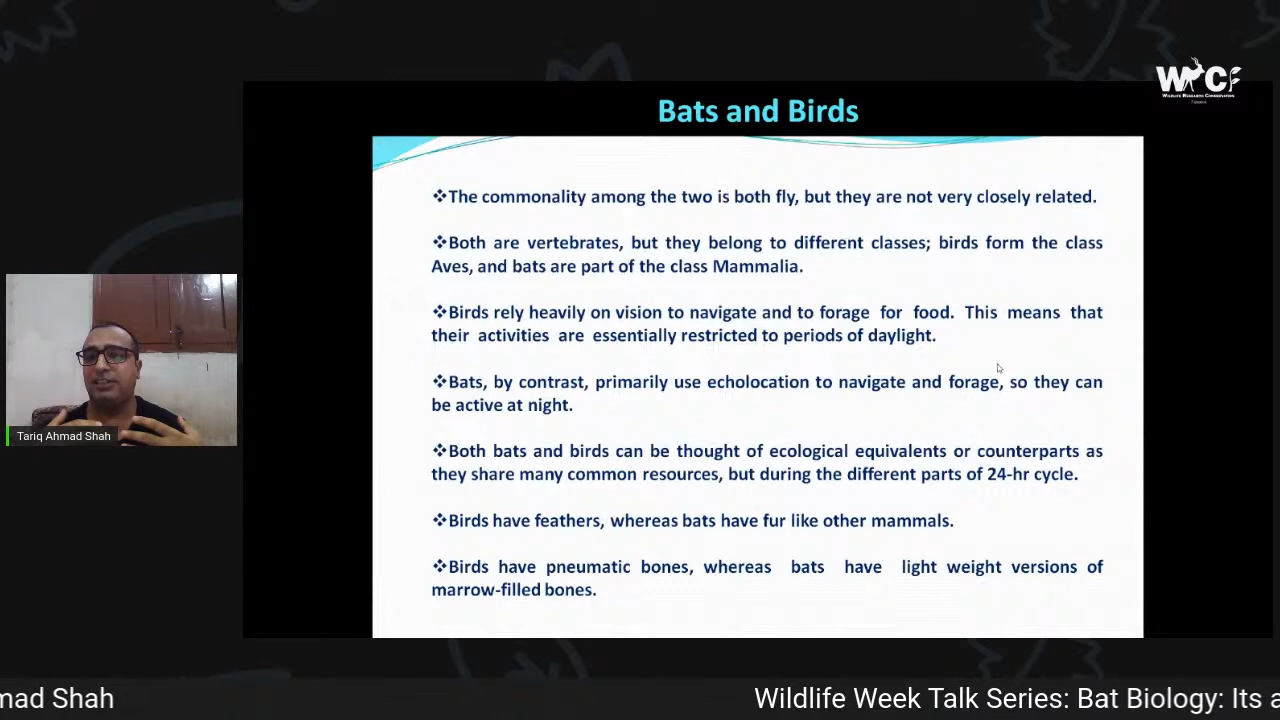 WRCF
WILDLIFE RESEARCH CONSERVATION
Bats and Birds
❖The commonality among the two is both fly, but they are not very closely related.
❖Both are vertebrates, but they belong to different classes; birds form the class
Aves, and bats are part of the class Mammalia.
❖Birds rely heavily on vision to navigate and to forage for food. This means that
their activities are essentially restricted to periods of daylight.
❖Bats, by contrast, primarily use echolocation to navigate and forage, so they can
be active at night.
❖Both bats and birds can be thought of ecological equivalents or counterparts as
they share many common resources, but during the different parts of 24-hr cycle.
❖Birds have feathers, whereas bats have fur like other mammals.
❖Birds have pneumatic bones, whereas bats have light weight versions of
marrow-filled bones.
Tariq Ahmad Shah
mad Shah
Wildlife Week Talk Series: Bat Biology: Its a